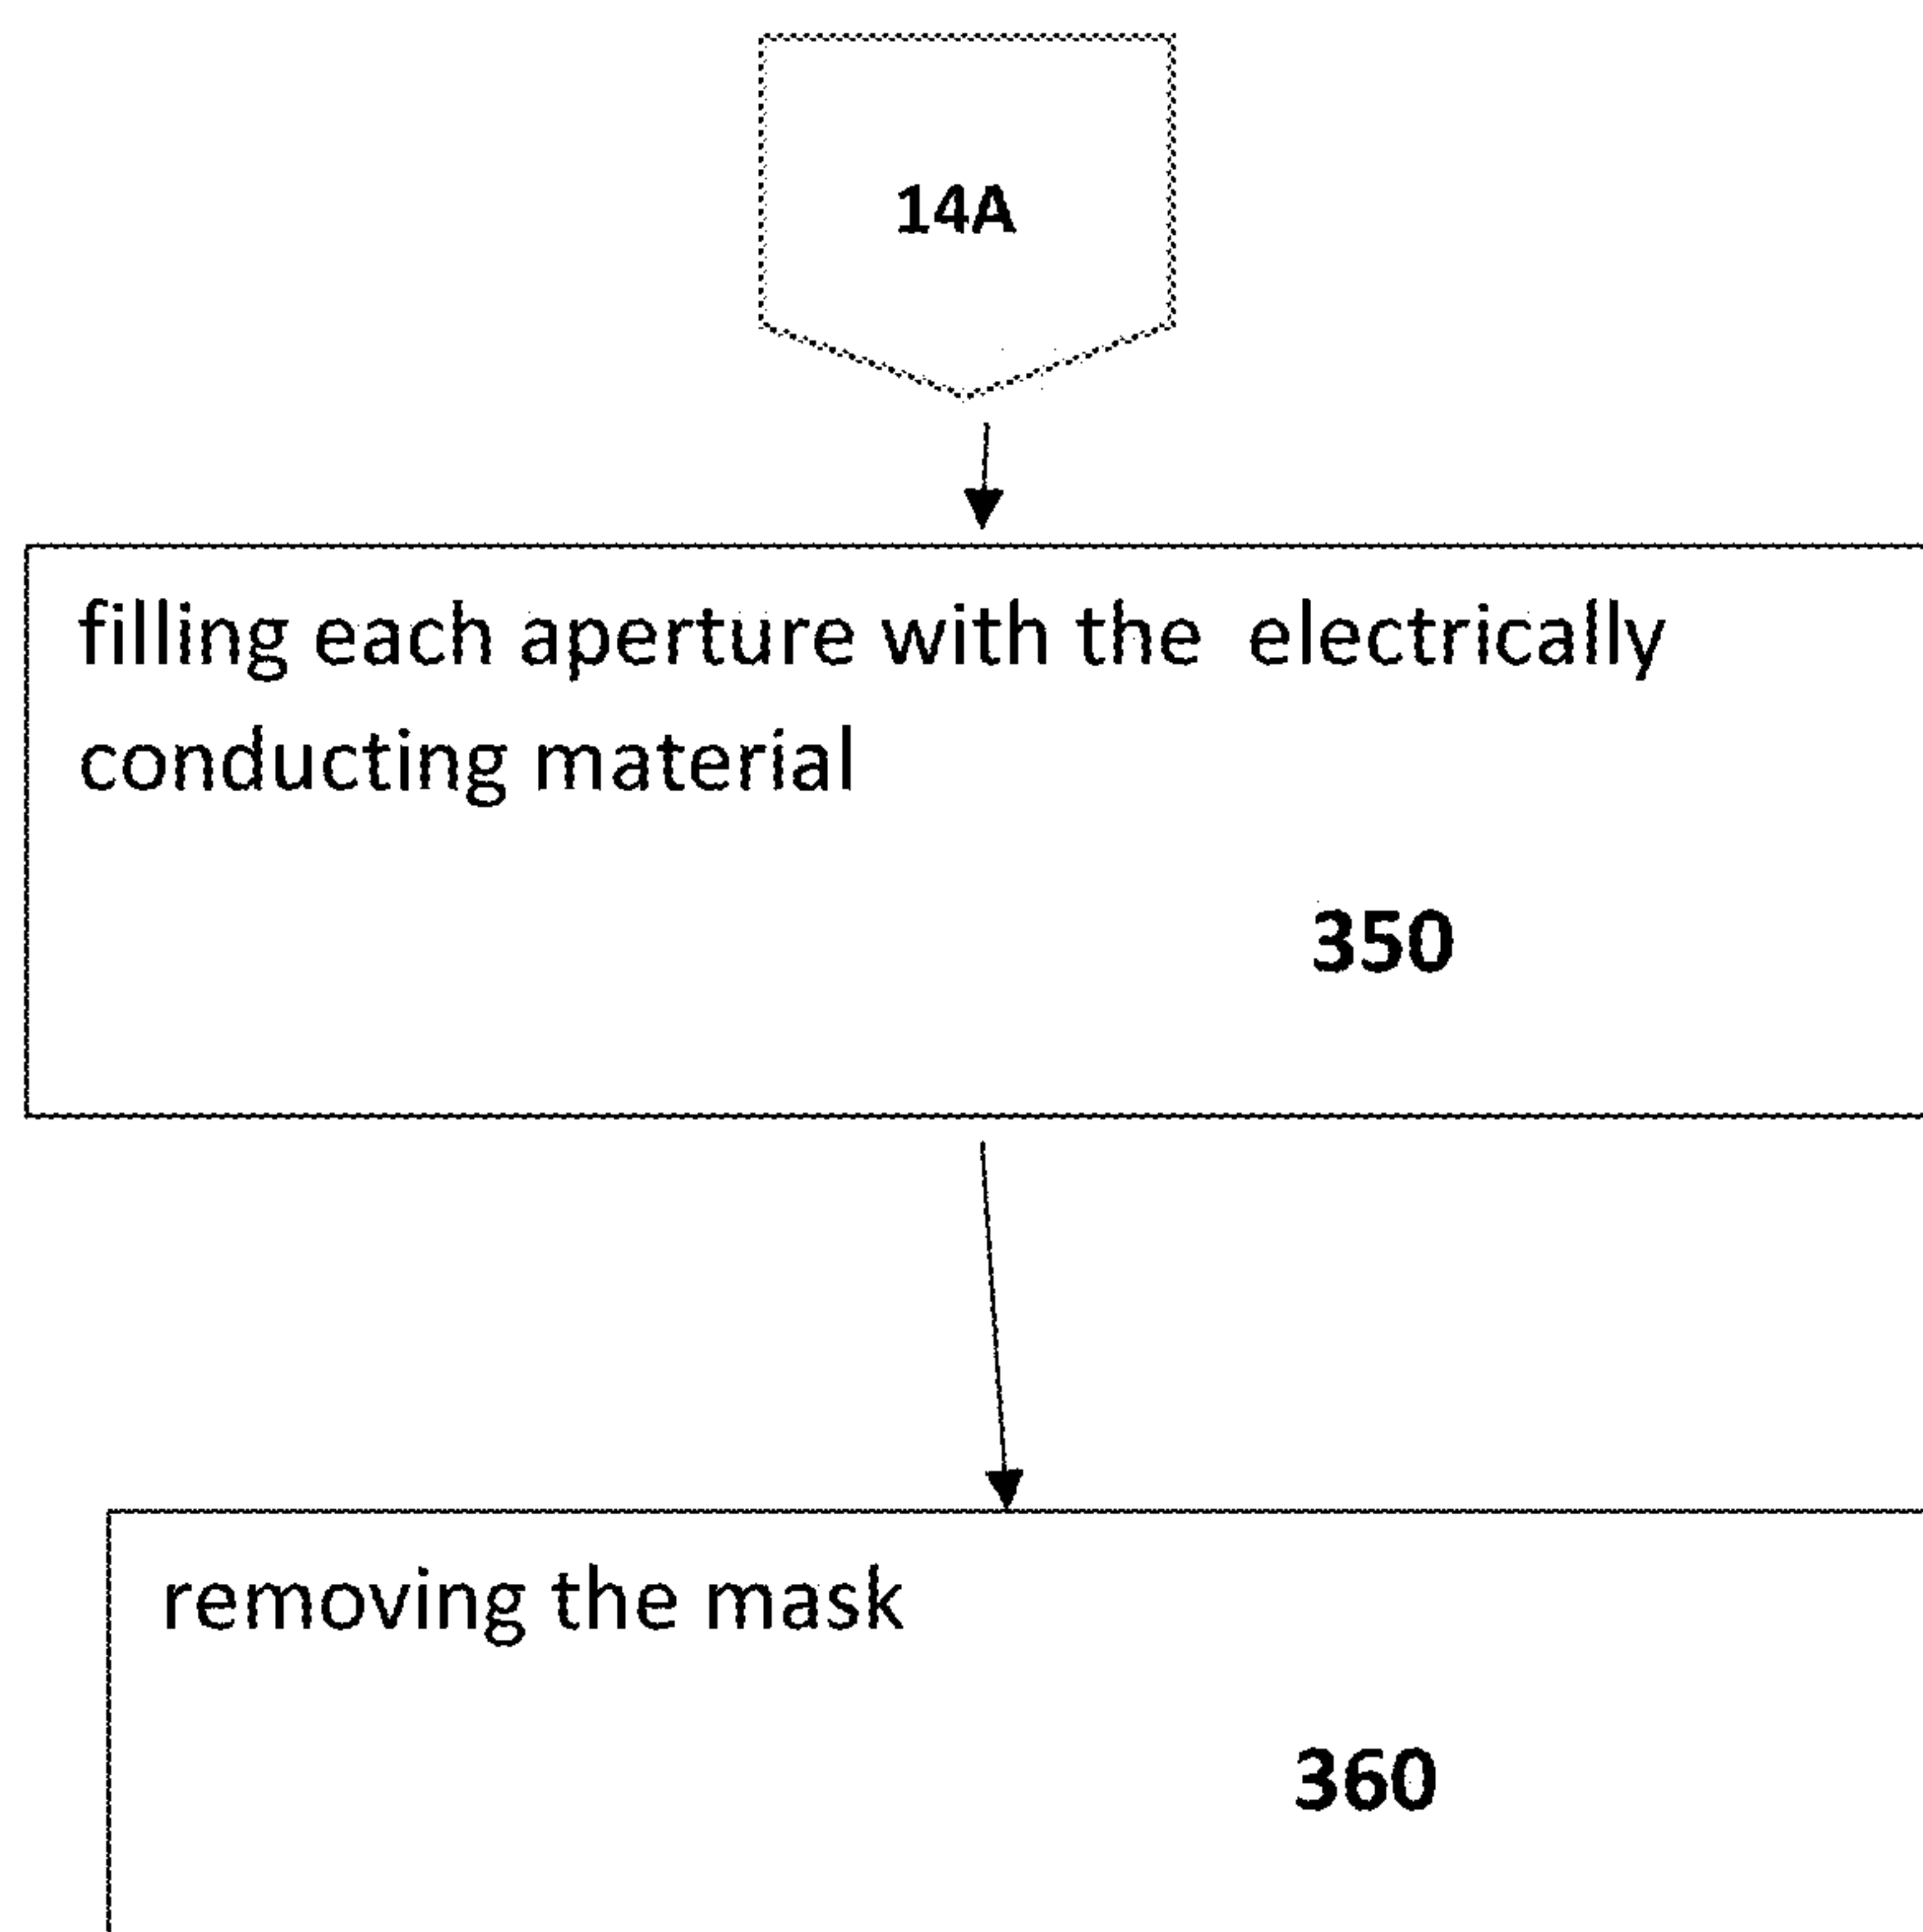 14A
filling each aperture with the electrically
conducting material
350
removing the mask
360